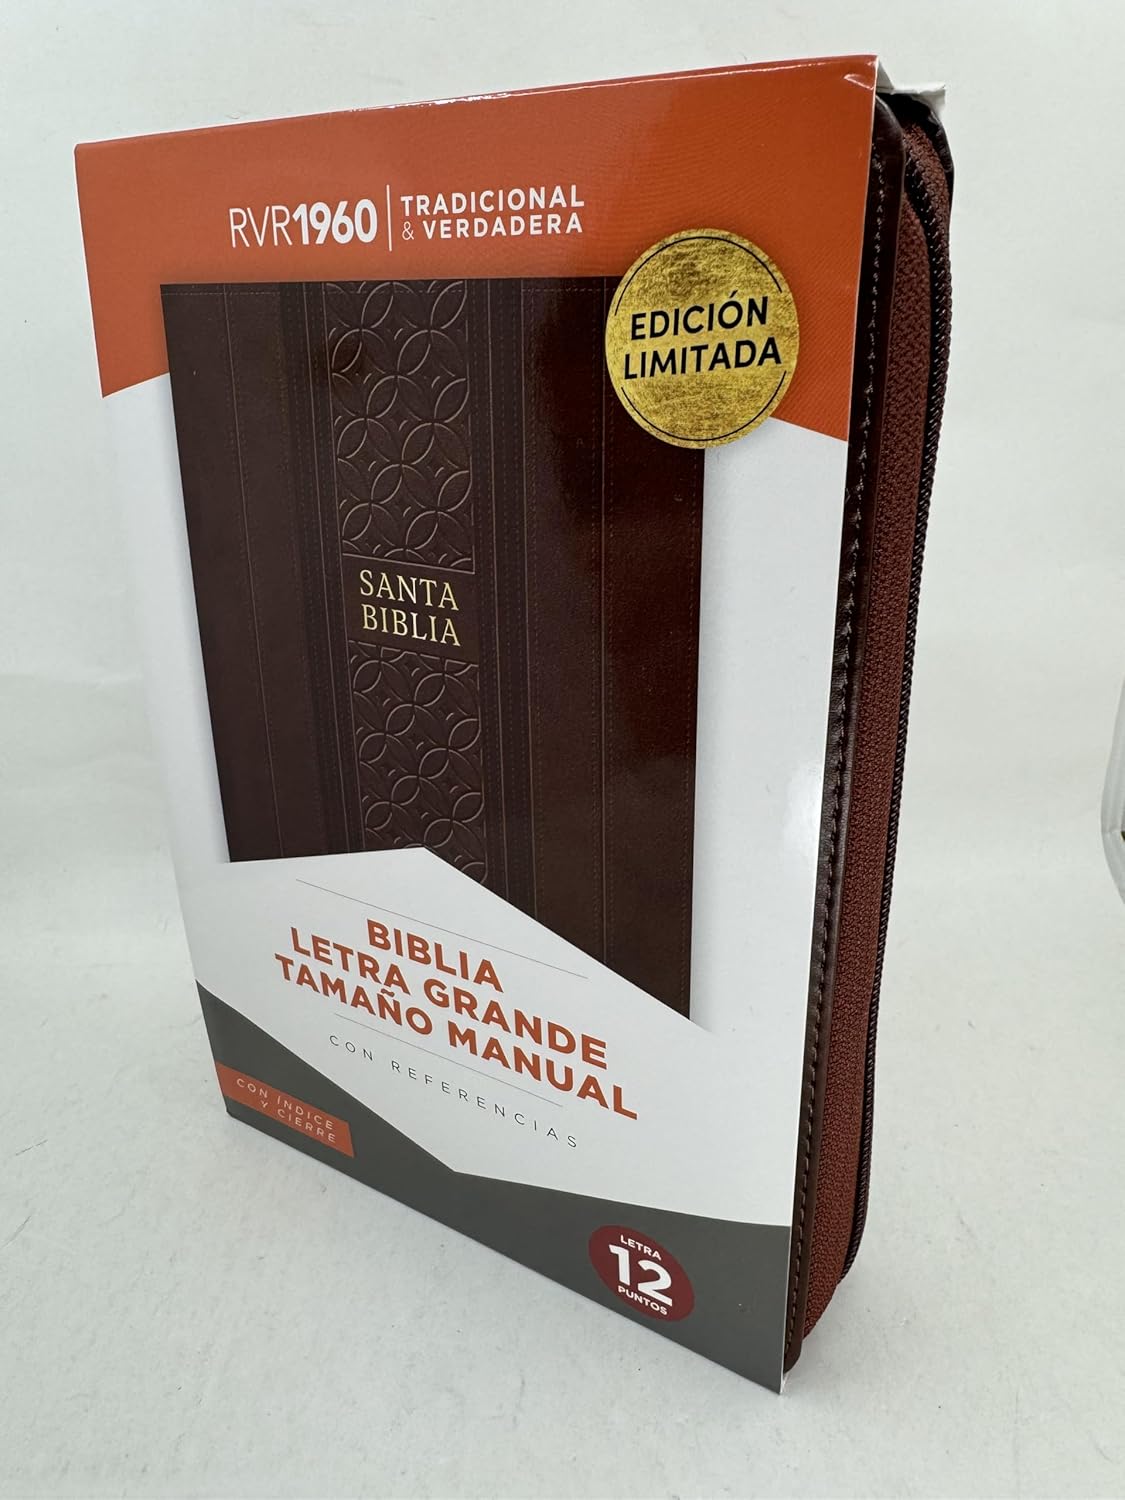 RVR1960 | TRADICIONAL
& VERDADERA
EDICIÓN
LIMITADA
SANTA
BIBLIA
BIBLIA
LETRA GRANDE
TAMAÑO MANUAL
CON REFERENCIAS
CON ÍNDICE
Y CIERRE
LETRA
12
PUNTOS